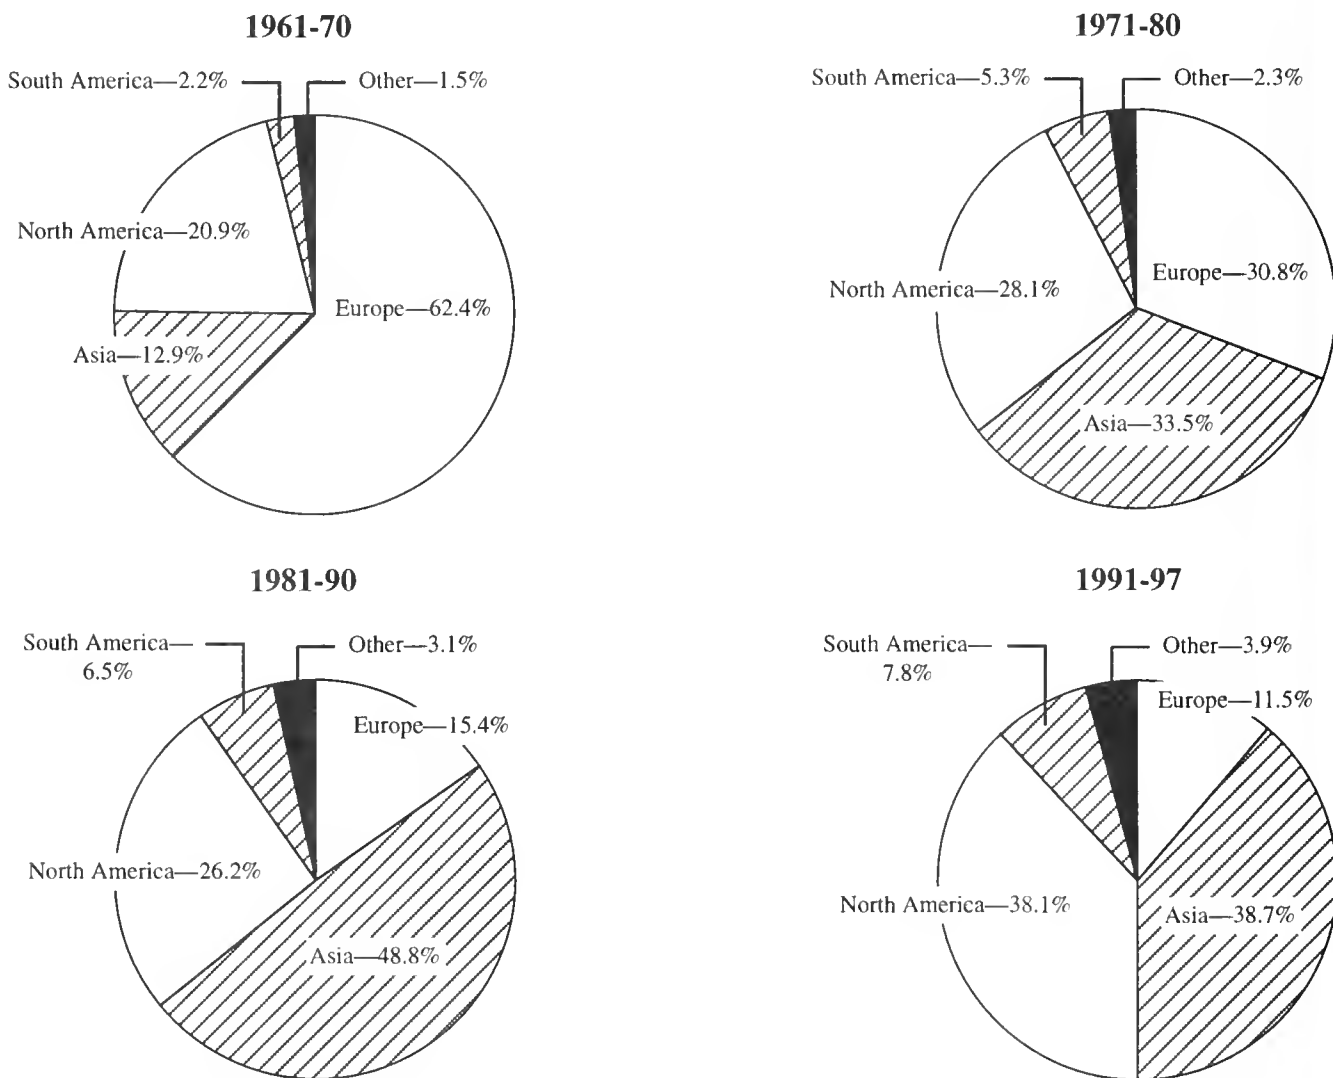 1961-70
South America—2.2%
Other—1.5%
North America—20.9%
Europe—62.4%
Asia—12.9%
1971-80
South America—5.3%
Other—2.3%
Europe—30.8%
North America—28.1%
Asia—33.5%
1981-90
South America—
6.5%
Other—3.1%
Europe—15.4%
North America—26.2%
Asia—48.8%
1991-97
South America—
7.8%
Other—3.9%
Europe—11.5%
North America—38.1%
Asia—38.7%